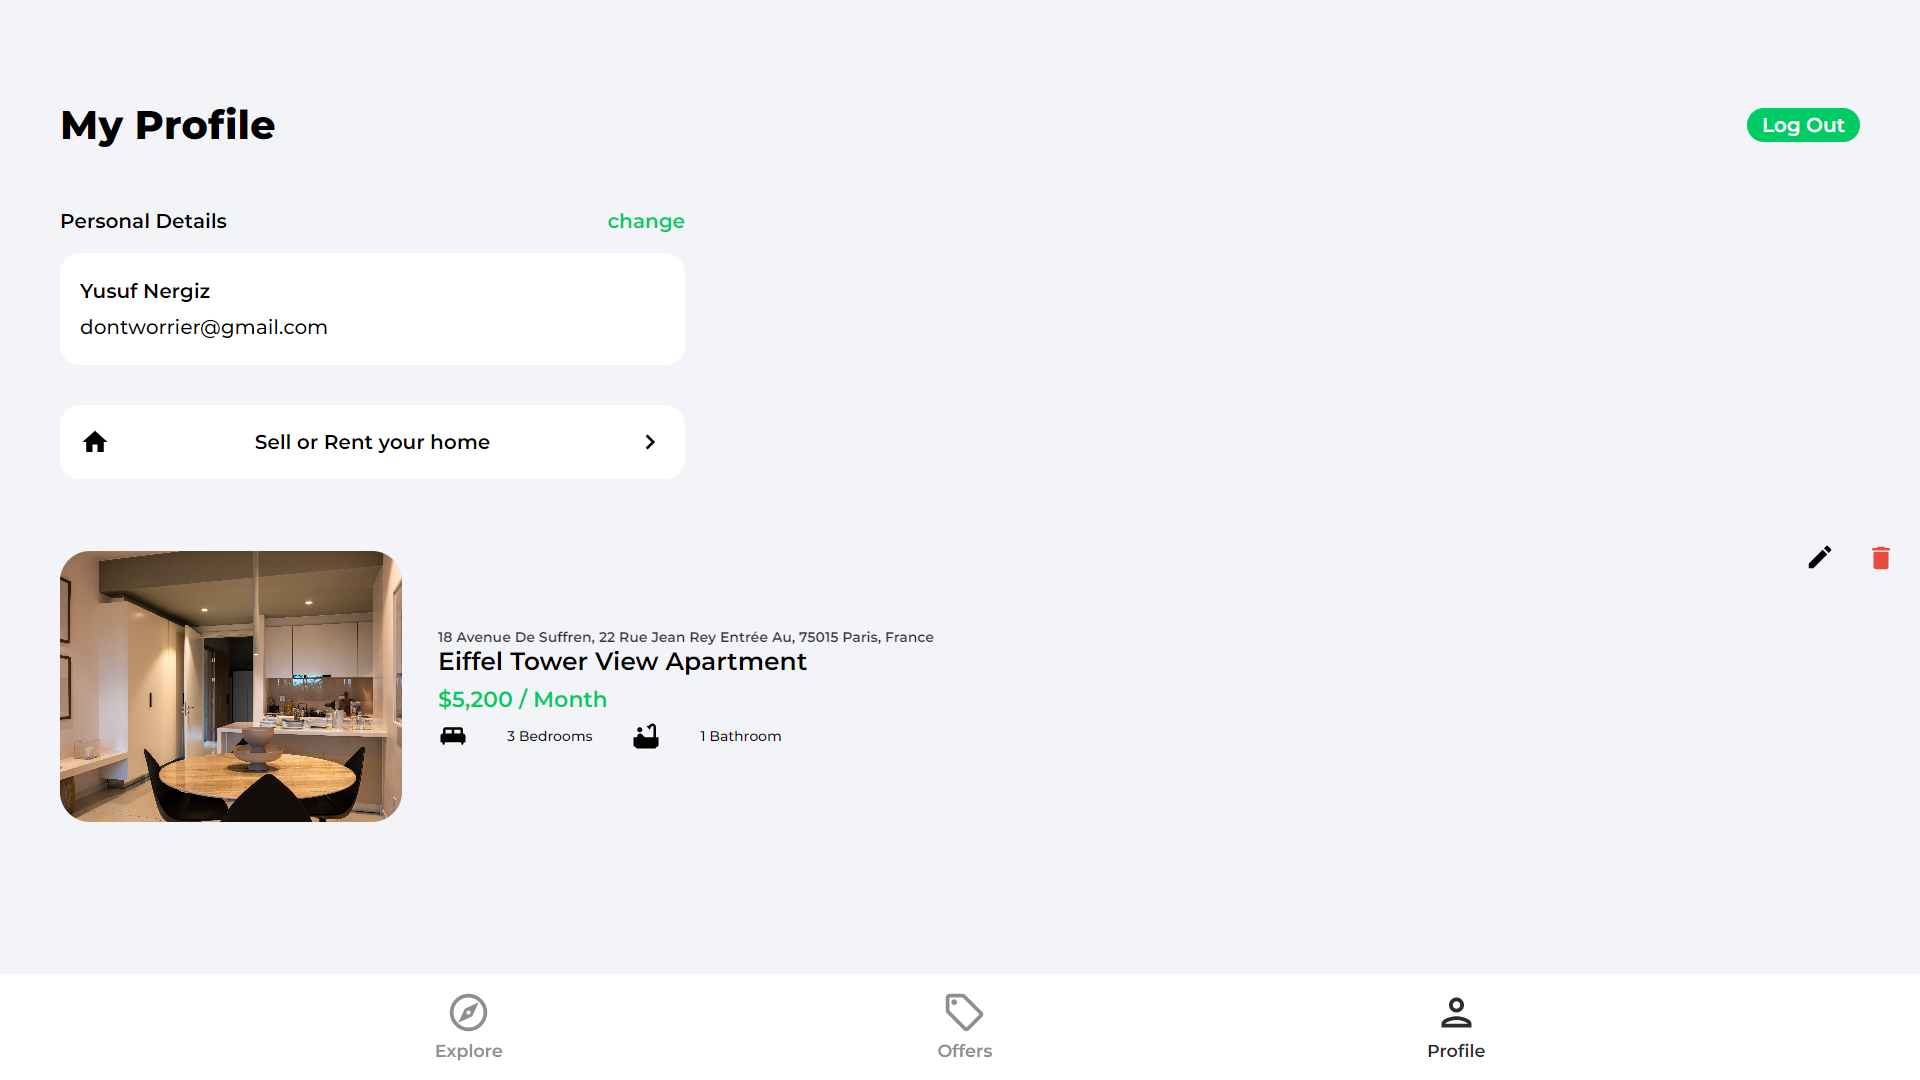 My Profile
Log Out
Personal Details
change
Yusuf Nergiz
dontworrier@gmail.com
Sell or Rent your home
18 Avenue De Suffren, 22 Rue Jean Rey Entrée Au, 75015 Paris, France
Eiffel Tower View Apartment
$5,200 / Month
3 Bedrooms
1 Bathroom
Explore
Offers
Profile